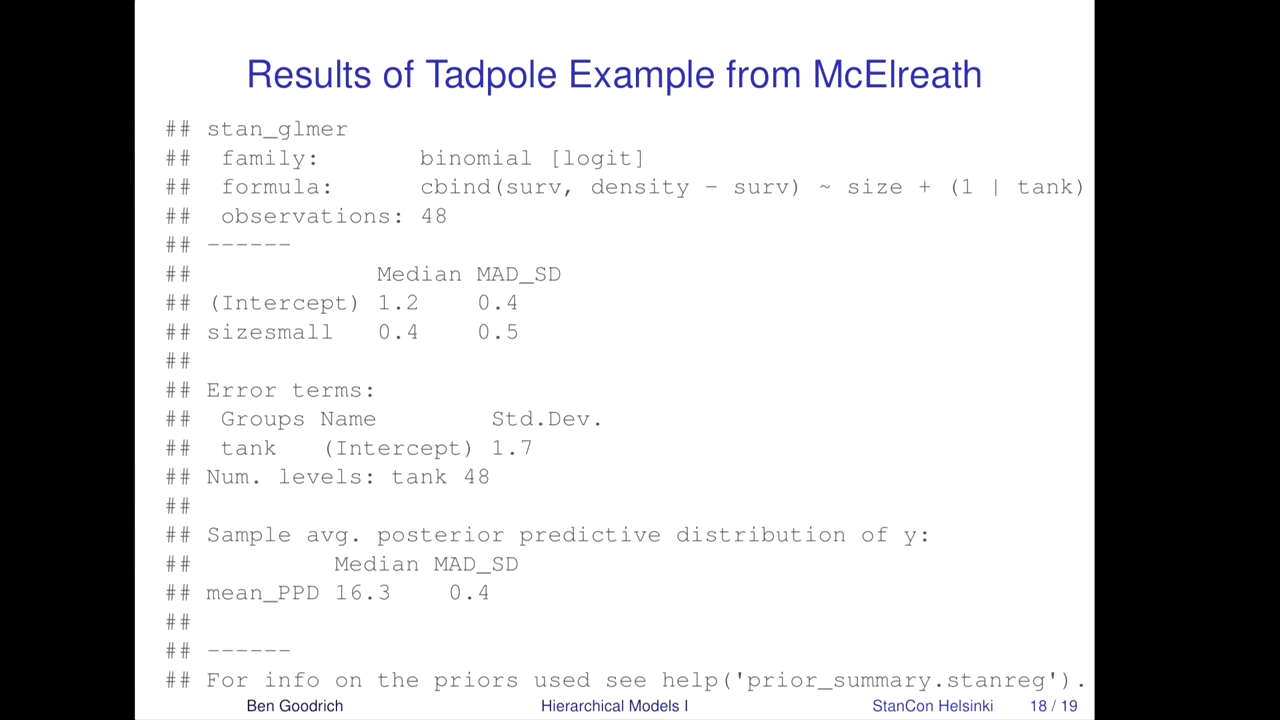 Results of Tadpole Example from McElreath
## stan_glmer
##  family:       binomial [logit]
##  formula:      cbind(surv, density - surv) ~ size + (1 | tank)
##  observations: 48
## ------
##             Median MAD_SD
## (Intercept) 1.2    0.4
## sizesmall   0.4    0.5
##
## Error terms:
##  Groups Name        Std.Dev.
##  tank   (Intercept) 1.7
## Num. levels: tank 48
##
## Sample avg. posterior predictive distribution of y:
##          Median MAD_SD
## mean_PPD 16.3    0.4
##
## ------
## For info on the priors used see help('prior_summary.stanreg').
Ben Goodrich Hierarchical Models I StanCon Helsinki 18 / 19